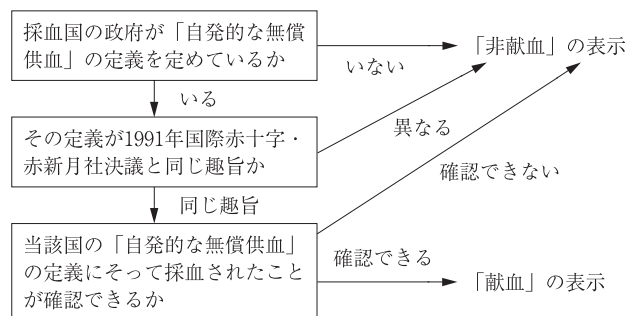 採血国の政府が「自発的な無償
供血」の定義を定めているか
いない
「非献血」の表示
いる
その定義が1991年国際赤十字・
赤新月社決議と同じ趣旨か
異なる
確認できない
同じ趣旨
当該国の「自発的な無償供血」
の定義にそって採血されたこと
が確認できるか
確認できる
「献血」の表示